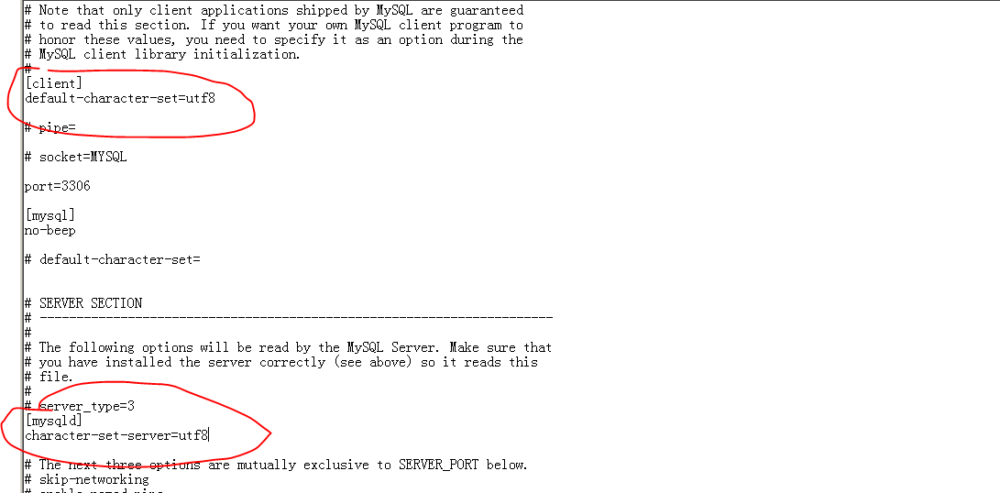 # Note that only client applications shipped by MySQL are guaranteed
# to read this section. If you want your own MySQL client program to
# honor these values, you need to specify it as an option during the
# MySQL client library initialization.
#
[client]
default-character-set=utf8
# pipe=
# socket=MYSQL
port=3306
[mysql]
no-beep
# default-character-set=
# SERVER SECTION
# ----------------------------------------------------------------------
#
# The following options will be read by the MySQL Server. Make sure that
# you have installed the server correctly (see above) so it reads this
# file.
#
# server_type=3
[mysqld]
character-set-server=utf8
# The next three options are mutually exclusive to SERVER_PORT below.
# skip-networking